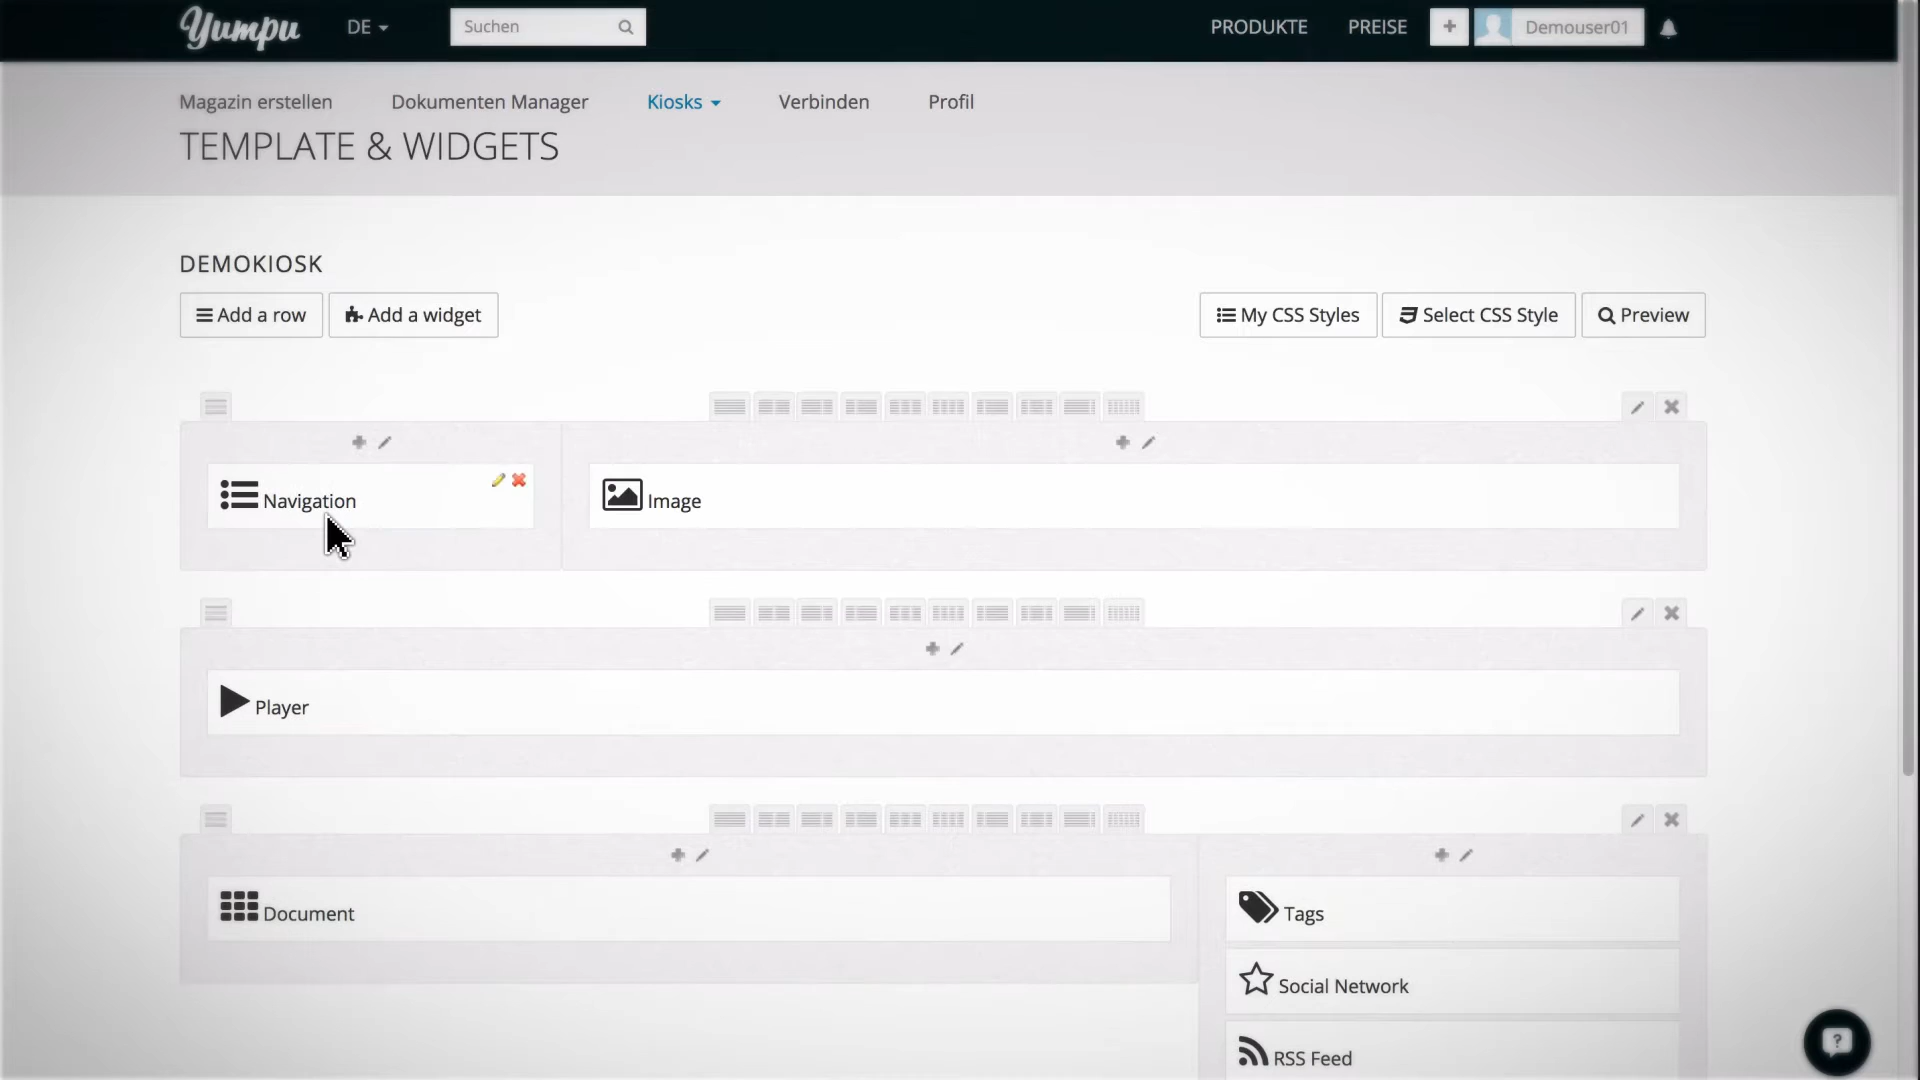 Yumpu DE Suchen PRODUKTE PREISE + Demouser01
Magazin erstellen Dokumenten Manager Kiosks Verbinden Profil
TEMPLATE & WIDGETS
DEMOKIOSK
Add a row Add a widget My CSS Styles Select CSS Style Preview
Navigation Image
Player
Document Tags
Social Network
RSS Feed